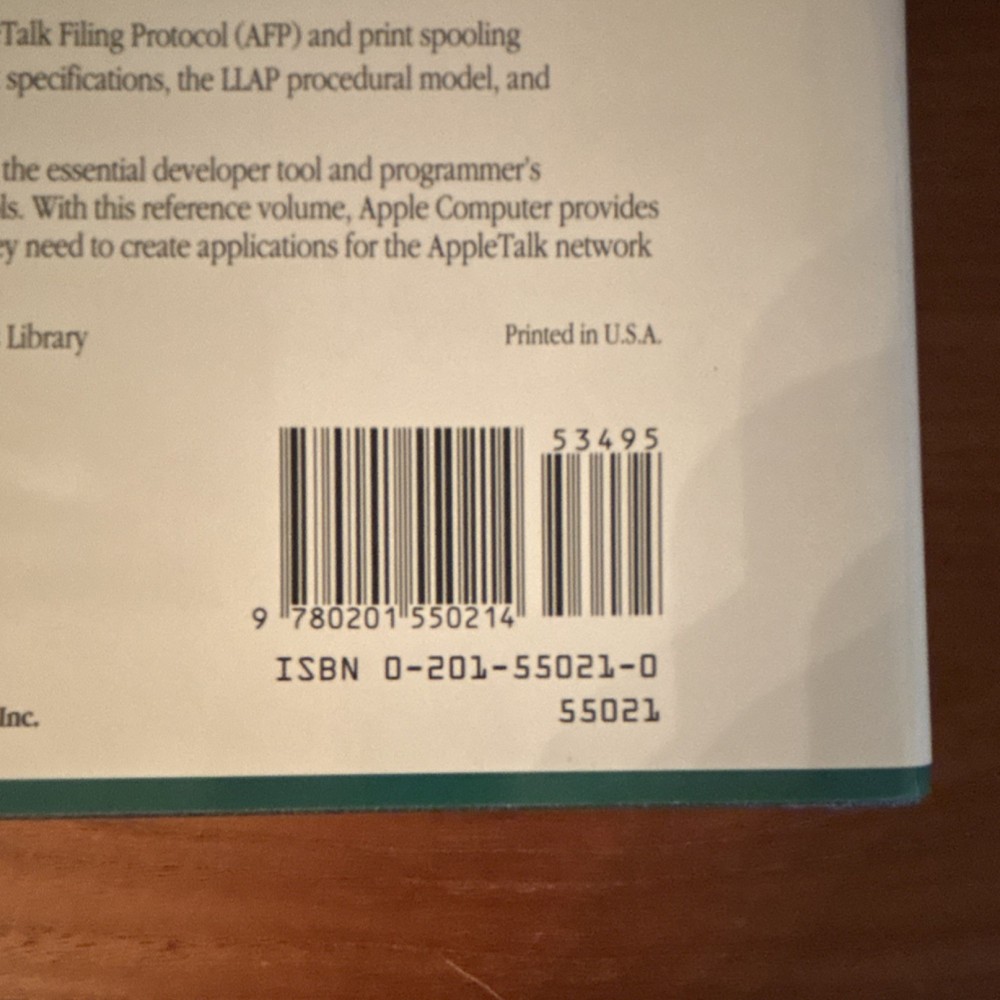 Talk Filing Protocol (AFP) and print spooling
specifications, the LLAP procedural model, and
the essential developer tool and programmer's
ls. With this reference volume, Apple Computer provides
ey need to create applications for the AppleTalk network
Library
Printed in U.S.A.
53495
9 780201 550214
ISBN 0-201-55021-0
55021
Inc.